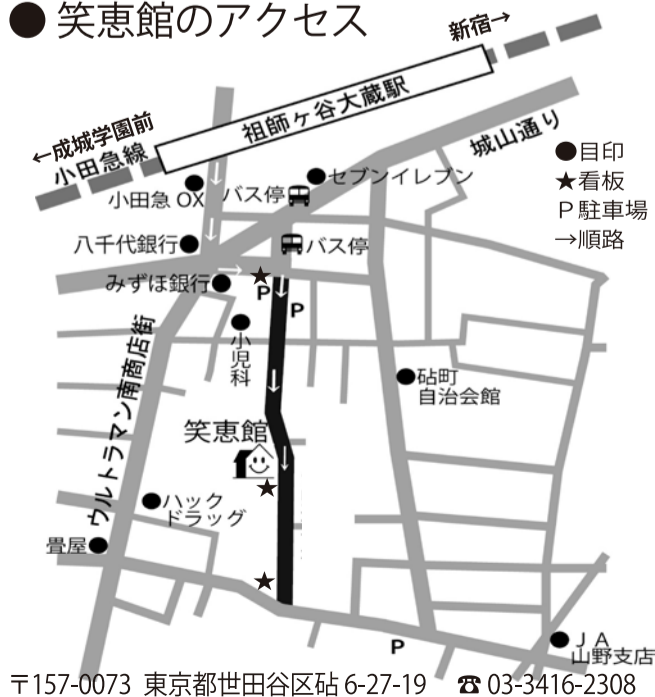 ● 笑恵館のアクセス
新宿→
祖師ヶ谷大蔵駅
←成城学園前
小田急線
城山通り
●目印
★看板
P 駐車場
→順路
セブンイレブン
バス停
小田急 OX
八千代銀行
バス停
みずほ銀行
P
P
小児科
砧町
自治会館
ウルトラマン南商店街
笑恵館
ハック
ドラッグ
畳屋
P
JA
山野支店
〒157-0073 東京都世田谷区砧 6-27-19 ☎ 03-3416-2308